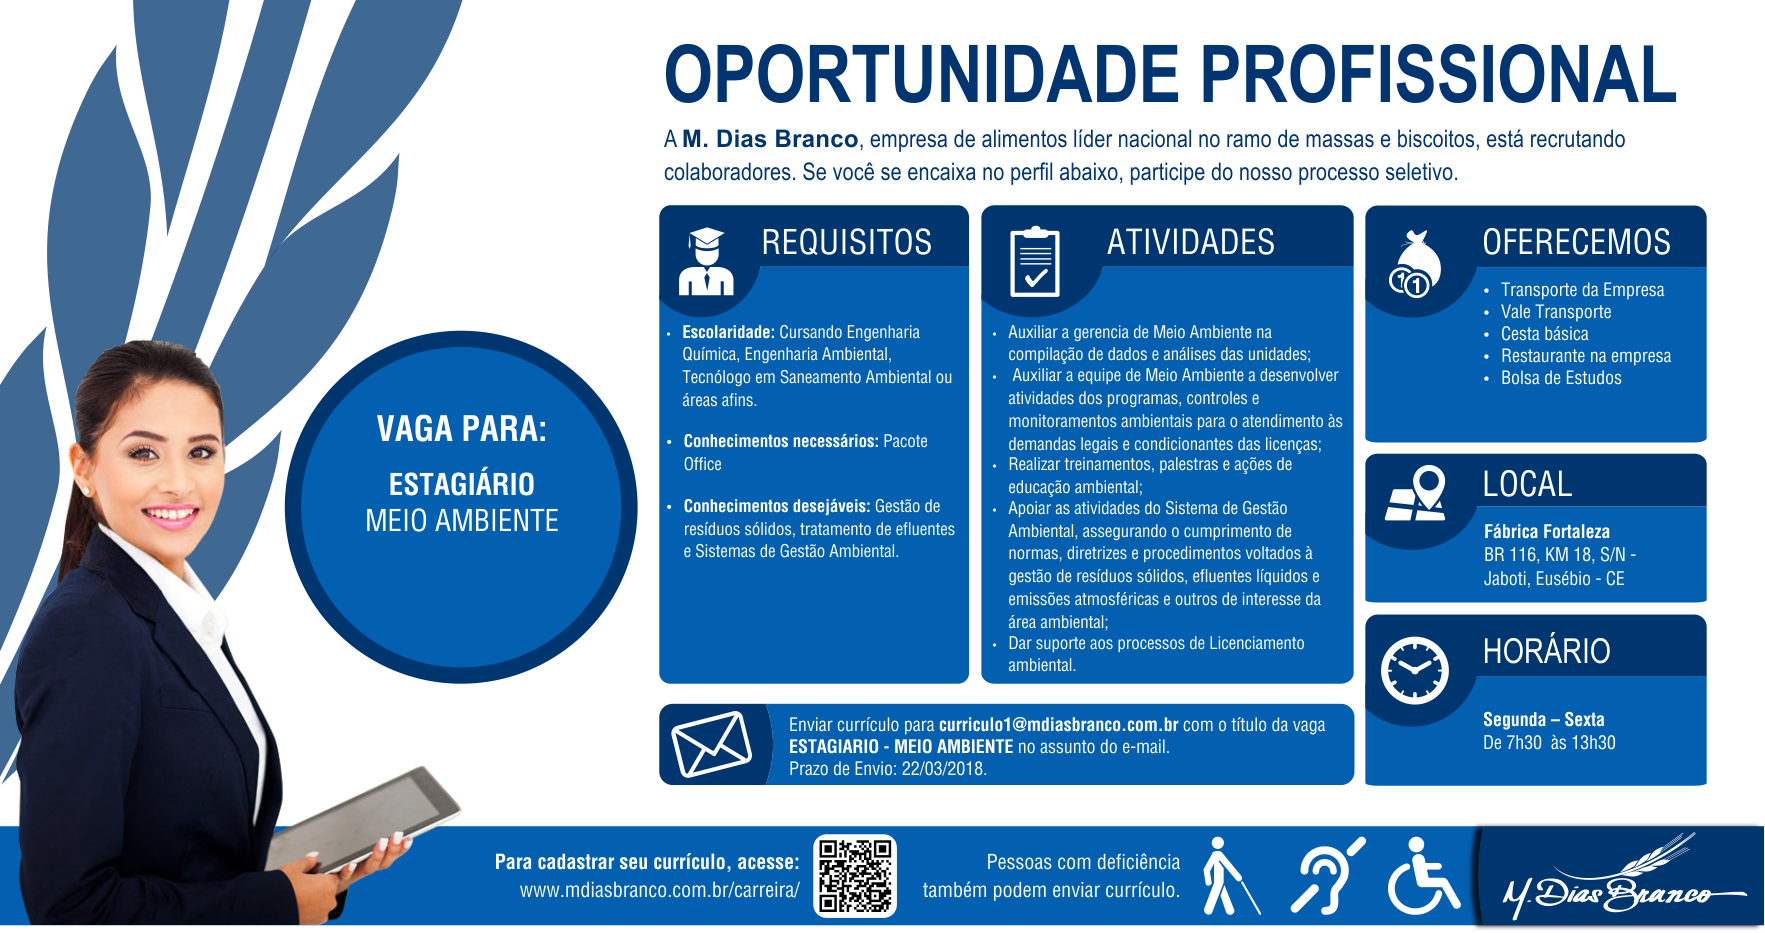 OPORTUNIDADE PROFISSIONAL
A M. Dias Branco, empresa de alimentos líder nacional no ramo de massas e biscoitos, está recrutando
colaboradores. Se você se encaixa no perfil abaixo, participe do nosso processo seletivo.
VAGA PARA:
ESTAGIÁRIO
MEIO AMBIENTE
REQUISITOS
• Escolaridade: Cursando Engenharia
Química, Engenharia Ambiental,
Tecnólogo em Saneamento Ambiental ou
áreas afins.
• Conhecimentos necessários: Pacote
Office
• Conhecimentos desejáveis: Gestão de
resíduos sólidos, tratamento de efluentes
e Sistemas de Gestão Ambiental.
ATIVIDADES
• Auxiliar a gerencia de Meio Ambiente na
compilação de dados e análises das unidades;
• Auxiliar a equipe de Meio Ambiente a desenvolver
atividades dos programas, controles e
monitoramentos ambientais para o atendimento às
demandas legais e condicionantes das licenças;
• Realizar treinamentos, palestras e ações de
educação ambiental;
• Apoiar as atividades do Sistema de Gestão
Ambiental, assegurando o cumprimento de
normas, diretrizes e procedimentos voltados à
gestão de resíduos sólidos, efluentes líquidos e
emissões atmosféricas e outros de interesse da
área ambiental;
• Dar suporte aos processos de Licenciamento
ambiental.
OFERECEMOS
• Transporte da Empresa
• Vale Transporte
• Cesta básica
• Restaurante na empresa
• Bolsa de Estudos
LOCAL
Fábrica Fortaleza
BR 116, KM 18, S/N -
Jaboti, Eusébio - CE
HORÁRIO
Segunda – Sexta
De 7h30 às 13h30
Enviar currículo para curriculo1@mdiasbranco.com.br com o título da vaga
ESTAGIARIO - MEIO AMBIENTE no assunto do e-mail.
Prazo de Envio: 22/03/2018.
Para cadastrar seu currículo, acesse:
www.mdiasbranco.com.br/carreira/
Pessoas com deficiência
também podem enviar currículo.
M. Dias Branco